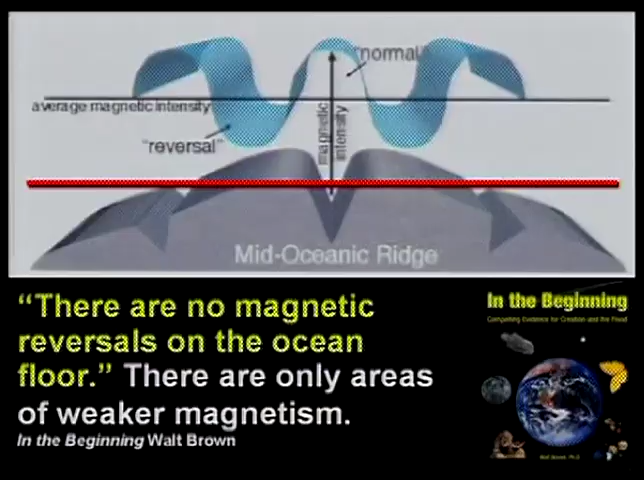 "normal"
average magnetic intensity
magnetic
intensity
"reversal"
Mid-Oceanic Ridge
"There are no magnetic
reversals on the ocean
floor." There are only areas
of weaker magnetism.
In the Beginning Walt Brown
In the Beginning
Compelling Evidence for Creation and the Flood